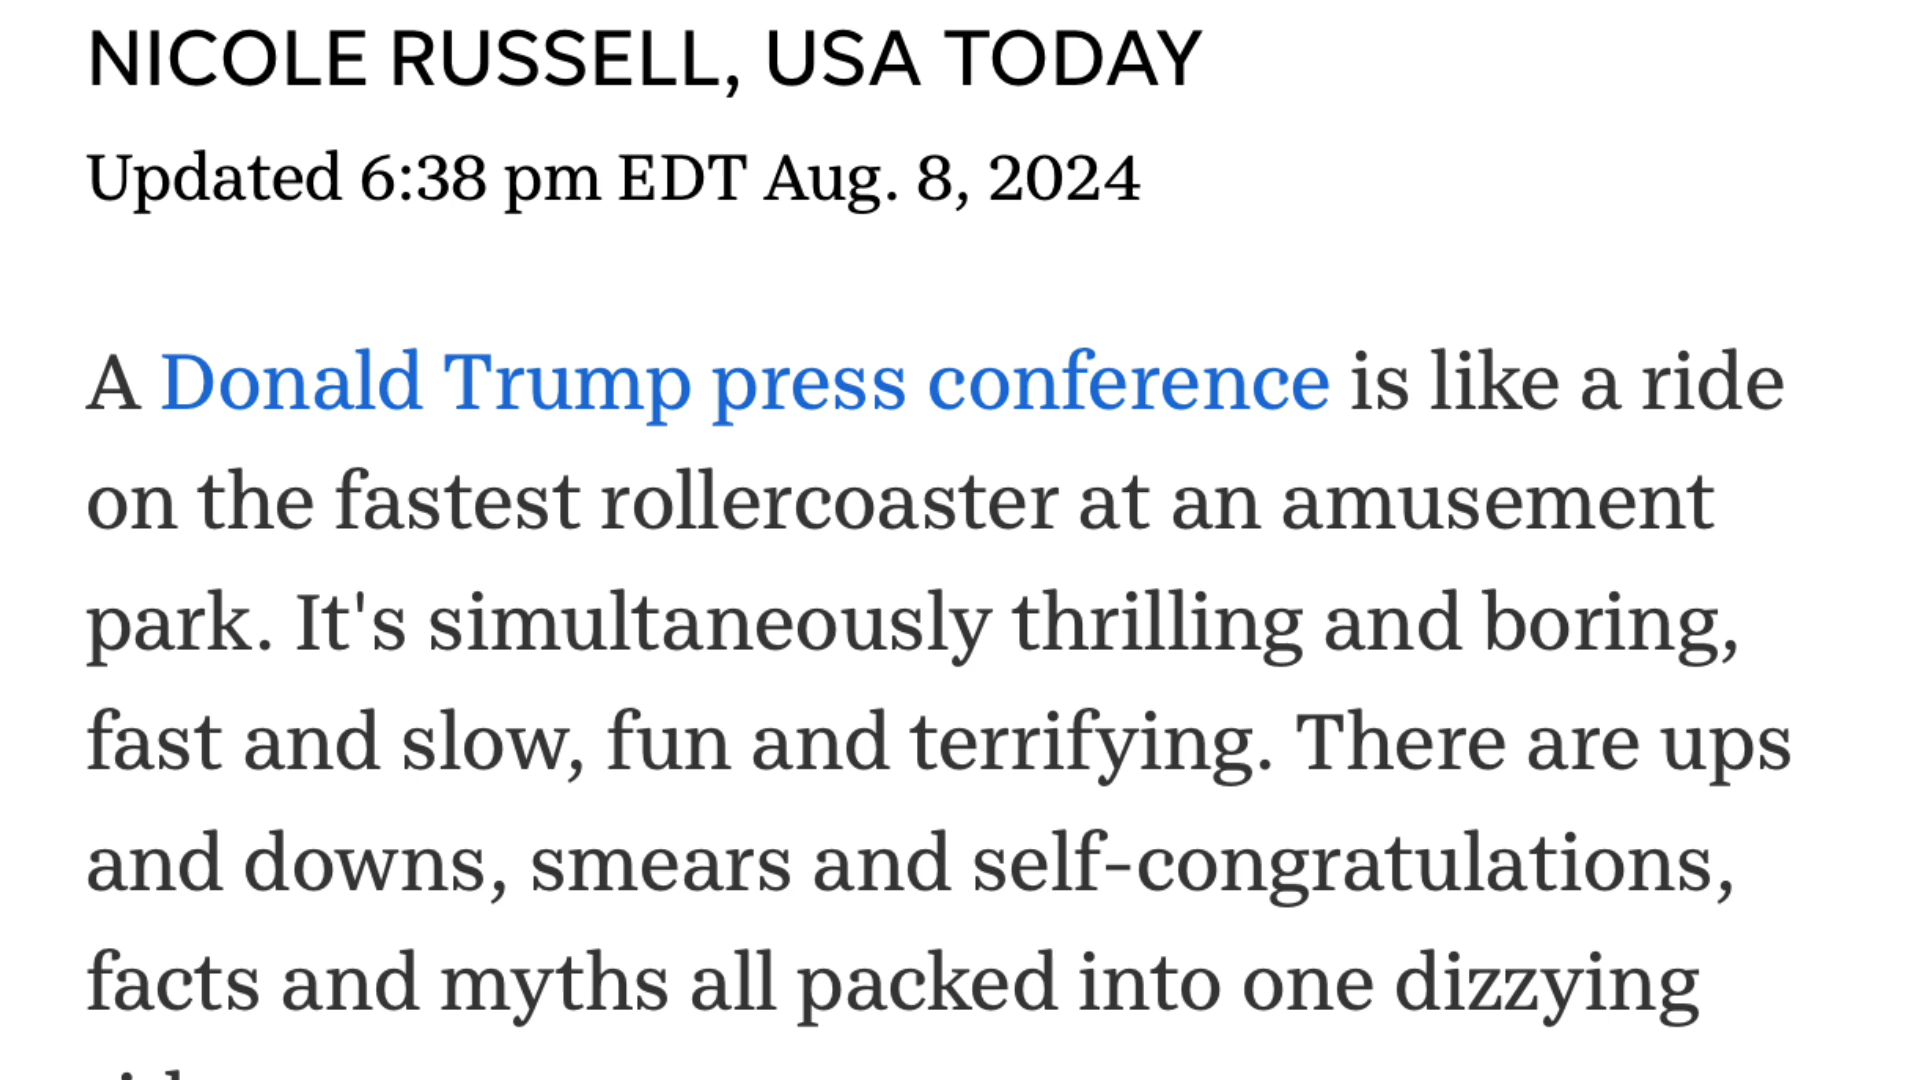 NICOLE RUSSELL, USA TODAY
Updated 6:38 pm EDT Aug. 8, 2024
A Donald Trump press conference is like a ride
on the fastest rollercoaster at an amusement
park. It's simultaneously thrilling and boring,
fast and slow, fun and terrifying. There are ups
and downs, smears and self-congratulations,
facts and myths all packed into one dizzying